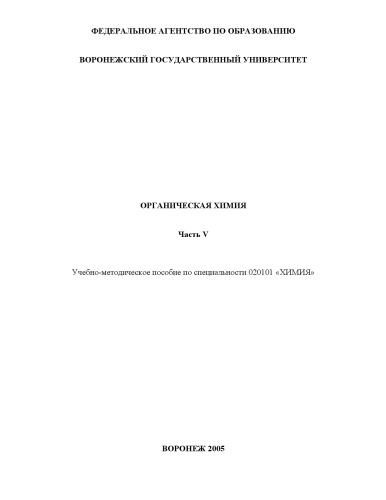 ФЕДЕРАЛЬНОЕ АГЕНТСТВО ПО ОБРАЗОВАНИЮ
ВОРОНЕЖСКИЙ ГОСУДАРСТВЕННЫЙ УНИВЕРСИТЕТ
ОРГАНИЧЕСКАЯ ХИМИЯ
Часть V
Учебно-методическое пособие по специальности 020101 «ХИМИЯ»
ВОРОНЕЖ 2005